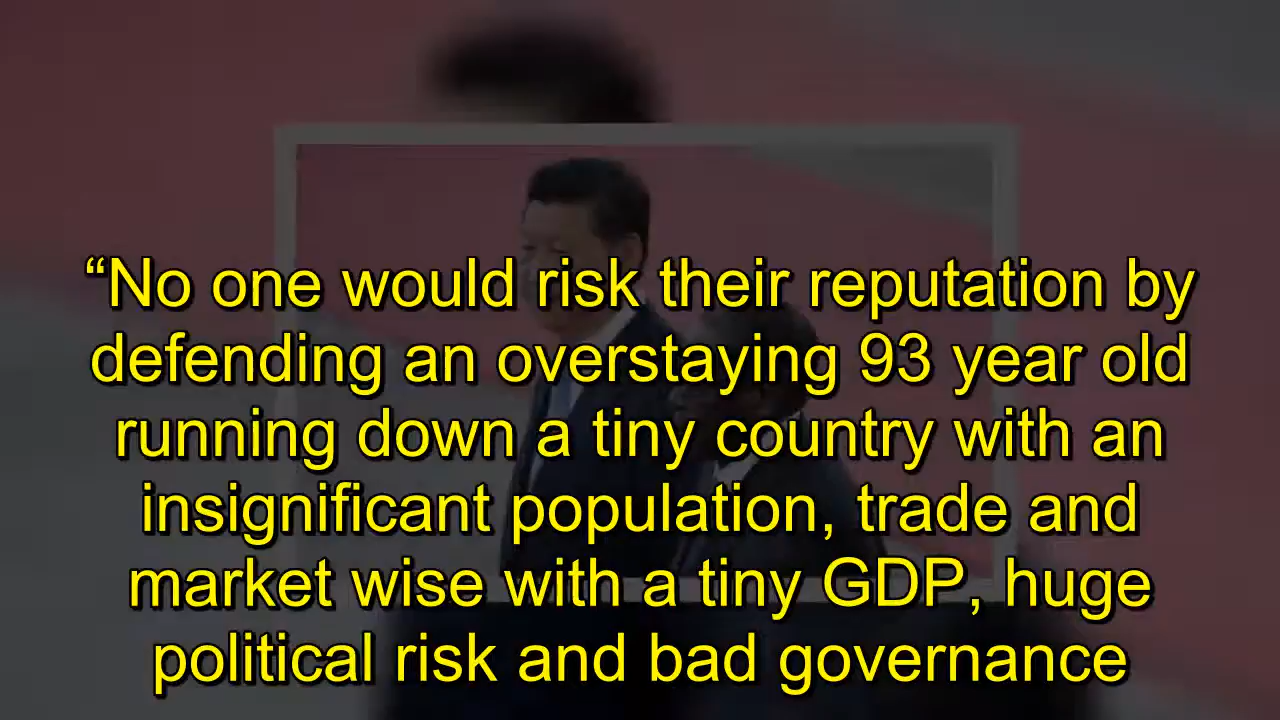 “No one would risk their reputation by
defending an overstaying 93 year old
running down a tiny country with an
insignificant population, trade and
market wise with a tiny GDP, huge
political risk and bad governance